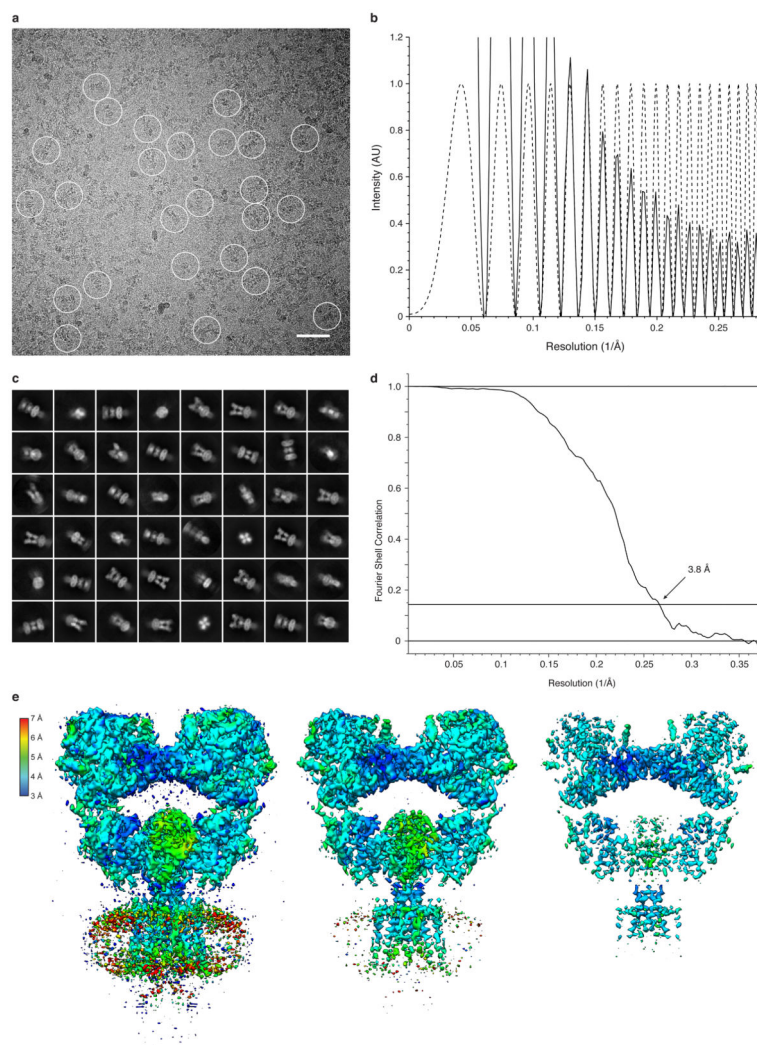 a
b
Intensity (AU)
1.2
1.0
0.8
0.6
0.4
0.2
0
0
0.05
0.1
0.15
0.2
0.25
Resolution (1/Å)
c
d
Fourier Shell Correlation
1.0
0.8
0.6
0.4
0.2
0
3.8 Å
0.05
0.1
0.15
0.2
0.25
0.3
0.35
Resolution (1/Å)
e
7 Å
6 Å
5 Å
4 Å
3 Å